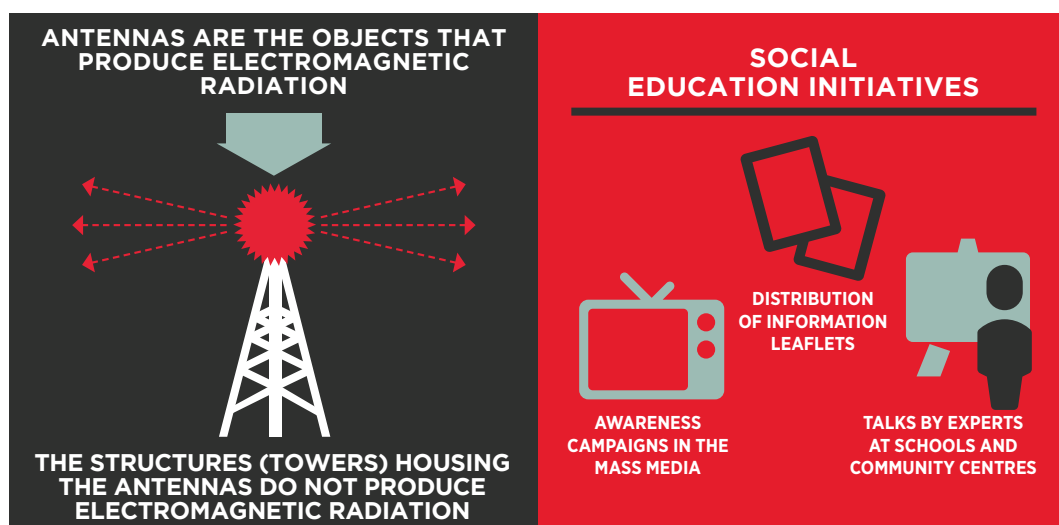 ANTENNAS ARE THE OBJECTS THAT
PRODUCE ELECTROMAGNETIC
RADIATION
THE STRUCTURES (TOWERS) HOUSING
THE ANTENNAS DO NOT PRODUCE
ELECTROMAGNETIC RADIATION
SOCIAL
EDUCATION INITIATIVES
DISTRIBUTION
OF INFORMATION
LEAFLETS
AWARENESS
CAMPAIGNS IN THE
MASS MEDIA
TALKS BY EXPERTS
AT SCHOOLS AND
COMMUNITY CENTRES